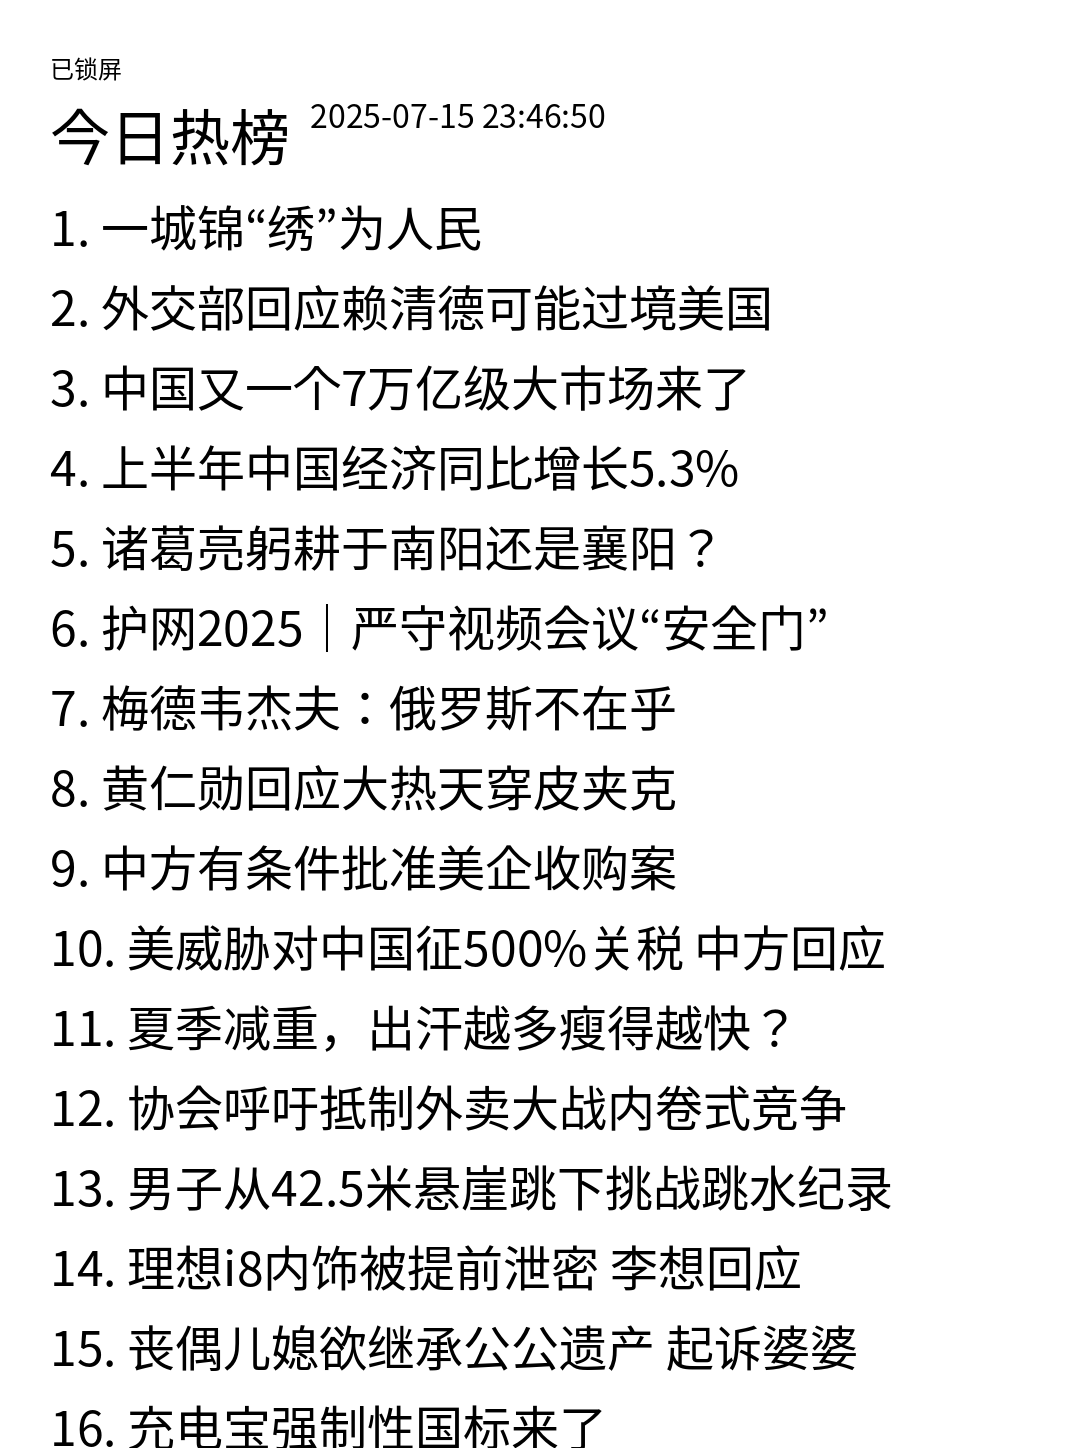 已锁屏
今日热榜 2025-07-15 23:46:50
1. 一城锦“绣”为人民
2. 外交部回应赖清德可能过境美国
3. 中国又一个7万亿级大市场来了
4. 上半年中国经济同比增长5.3%
5. 诸葛亮躬耕于南阳还是襄阳？
6. 护网2025｜严守视频会议“安全门”
7. 梅德韦杰夫：俄罗斯不在乎
8. 黄仁勋回应大热天穿皮夹克
9. 中方有条件批准美企收购案
10. 美威胁对中国征500%关税 中方回应
11. 夏季减重，出汗越多瘦得越快？
12. 协会呼吁抵制外卖大战内卷式竞争
13. 男子从42.5米悬崖跳下挑战跳水纪录
14. 理想i8内饰被提前泄密 李想回应
15. 丧偶儿媳欲继承公公遗产 起诉婆婆
16. 充电宝强制性国标来了